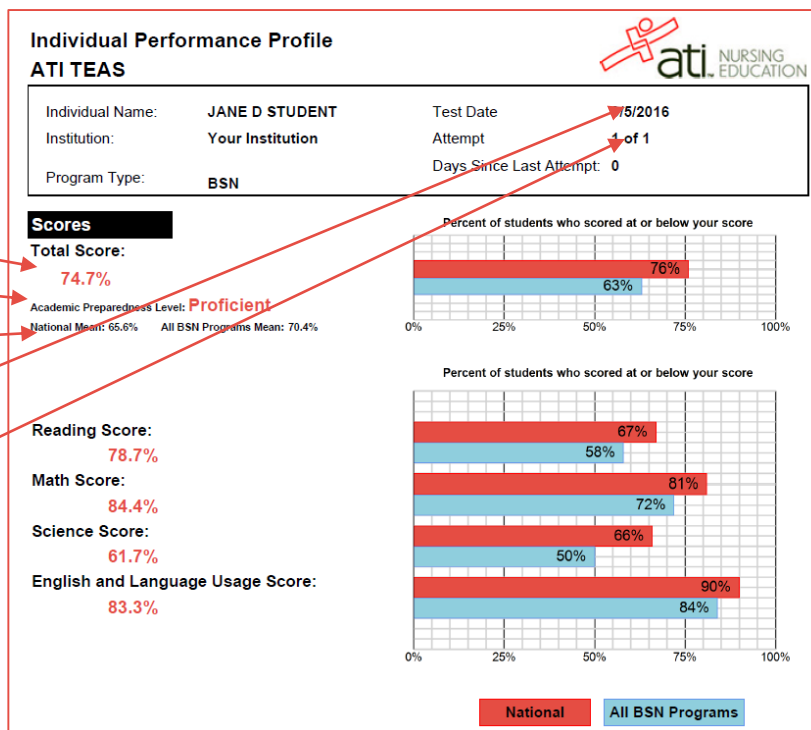 Individual Performance Profile
ATI TEAS
ati NURSING EDUCATION
Individual Name: JANE D STUDENT Test Date /5/2016
Institution: Your Institution Attempt 1 of 1
Days Since Last Attempt: 0
Program Type: BSN
Scores
Percent of students who scored at or below your score
Total Score:
74.7%
76%
63%
Academic Preparedness Level: Proficient
National Mean: 65.6% All BSN Programs Mean: 70.4%
0% 25% 50% 75% 100%
Percent of students who scored at or below your score
Reading Score:
67%
78.7%
58%
Math Score:
81%
84.4%
72%
Science Score:
66%
61.7%
50%
English and Language Usage Score:
90%
83.3%
84%
0% 25% 50% 75% 100%
National All BSN Programs